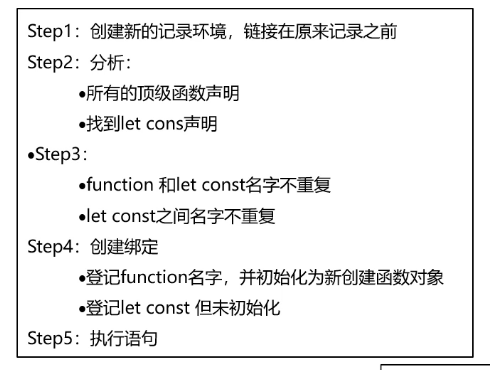 Step1：创建新的记录环境，链接在原来记录之前
Step2：分析：
•所有的顶级函数声明
•找到let cons声明
•Step3：
•function 和let const名字不重复
•let const之间名字不重复
Step4：创建绑定
•登记function名字，并初始化为新创建函数对象
•登记let const 但未初始化
Step5：执行语句